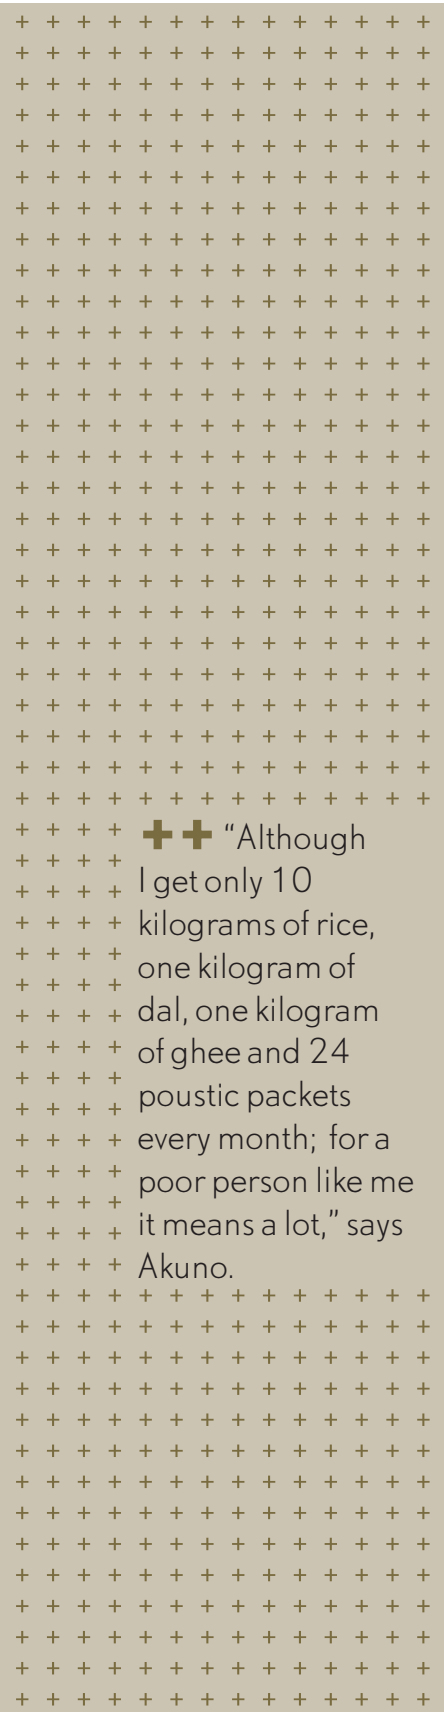 ++ “Although
I get only 10
kilograms of rice,
one kilogram of
dal, one kilogram
of ghee and 24
poustic packets
every month; for a
poor person like me
it means a lot,” says
Akuno.